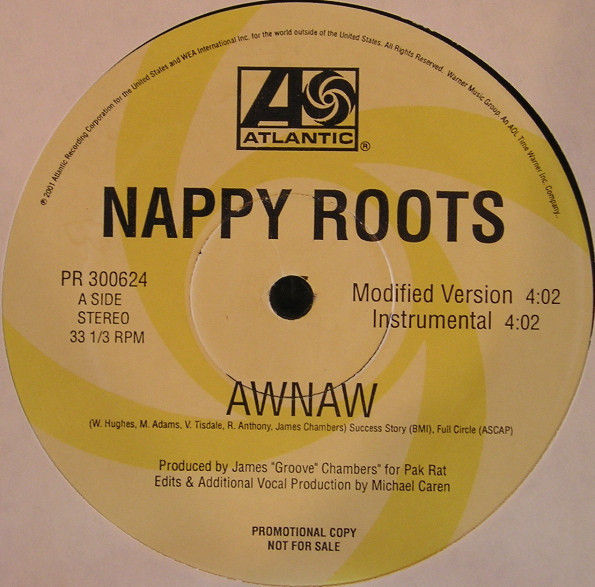 ℗ 2001 Atlantic Recording Corporation for the United States and WEA International Inc. for the world outside of the United States. All Rights Reserved. Warner Music Group. An AOL Time Warner Inc. Company.
ATLANTIC ®
NAPPY ROOTS
PR 300624
A SIDE
STEREO
33 1/3 RPM
Modified Version 4:02
Instrumental 4:02
AWNAW
(W. Hughes, M. Adams, V. Tisdale, R. Anthony, James Chambers) Success Story (BMI), Full Circle (ASCAP)
Produced by James "Groove" Chambers" for Pak Rat
Edits & Additional Vocal Production by Michael Caren
PROMOTIONAL COPY
NOT FOR SALE